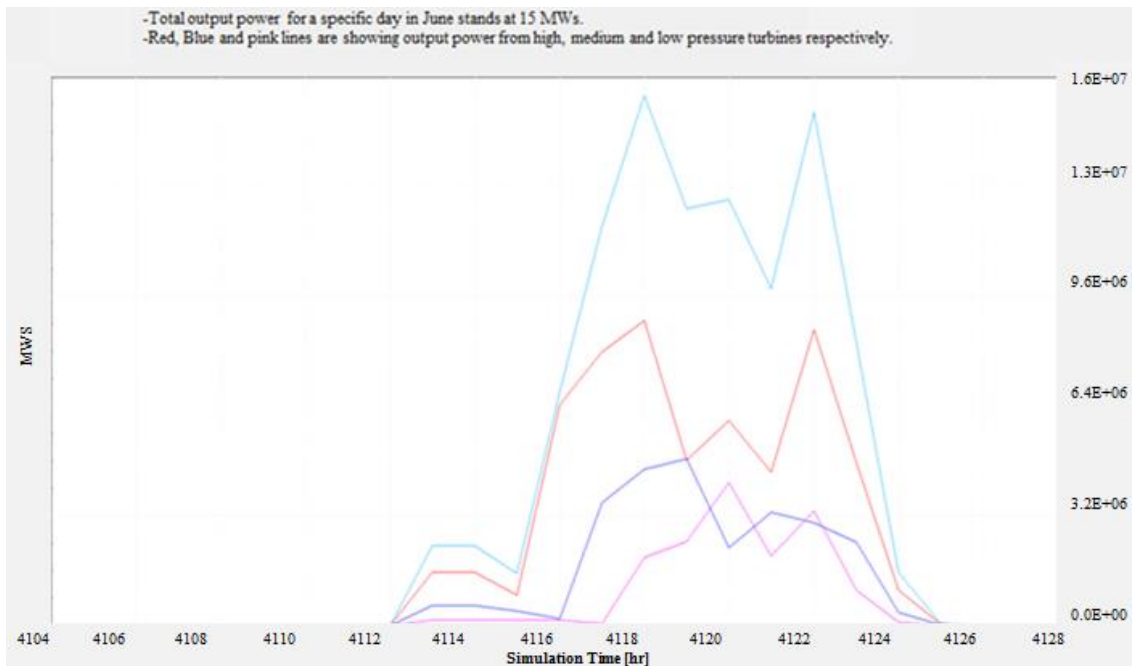 -Total output power for a specific day in June stands at 15 MWs.
-Red, Blue and pink lines are showing output power from high, medium and low pressure turbines respectively.
1.6E+07
1.3E+07
9.6E+06
MWS
6.4E+06
3.2E+06
0.0E+00
4104 4106 4108 4110 4112 4114 4116 4118 4120 4122 4124 4126 4128
Simulation Time [hr]